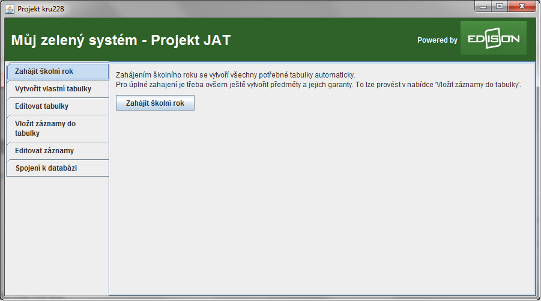 Projekt kru228
Můj zelený systém - Projekt JAT
Powered by
EDISON
Zahájit školní rok
Vytvořit vlastní tabulky
Editovat tabulky
Vložit záznamy do
tabulky
Editovat záznamy
Spojení k databázi
Zahájením školního roku se vytvoří všechny potřebné tabulky automaticky.
Pro úplné zahajení je třeba ovšem ještě vytvořit předměty a jejich garanty. To lze provést v nabídce 'Vložit záznamy do tabulky'.
Zahájit školní rok